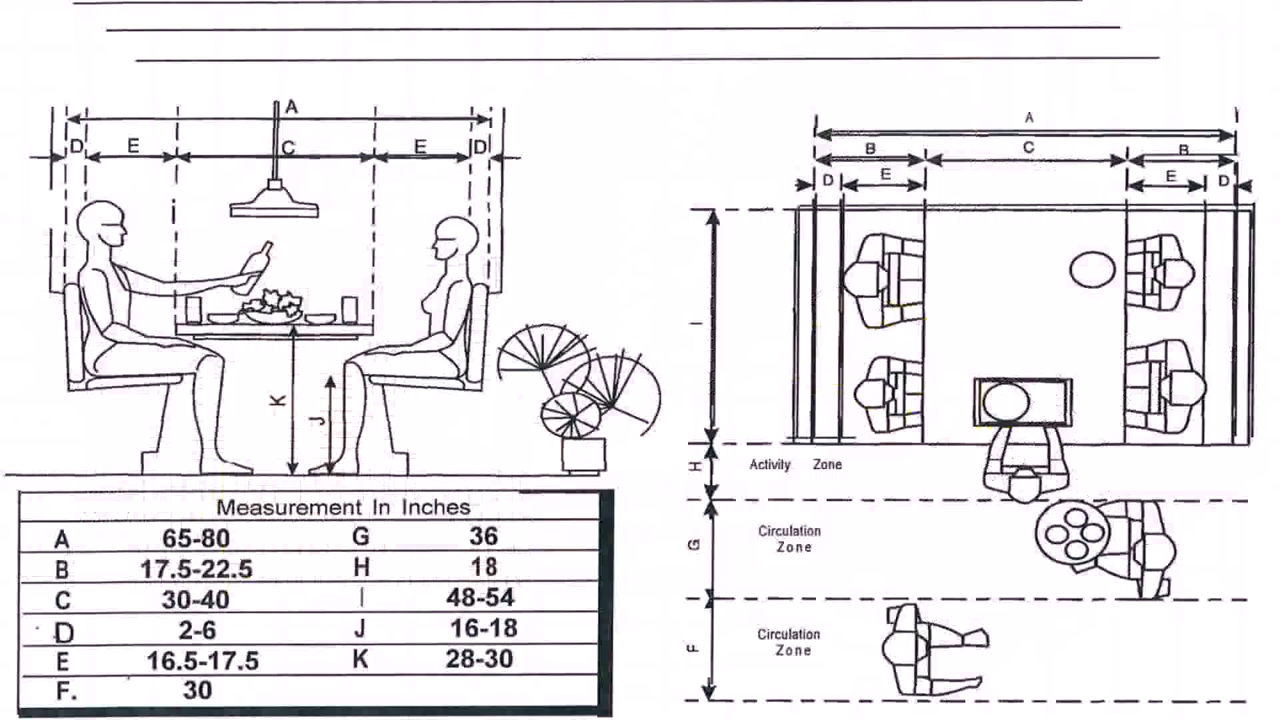 A
D E C E D
K
J
Measurement In Inches
A 65-80 G 36
B 17.5-22.5 H 18
C 30-40 I 48-54
D 2-6 J 16-18
E 16.5-17.5 K 28-30
F. 30
A
B C B
D E E D
I
H
Activity Zone
G
Circulation
Zone
F
Circulation
Zone